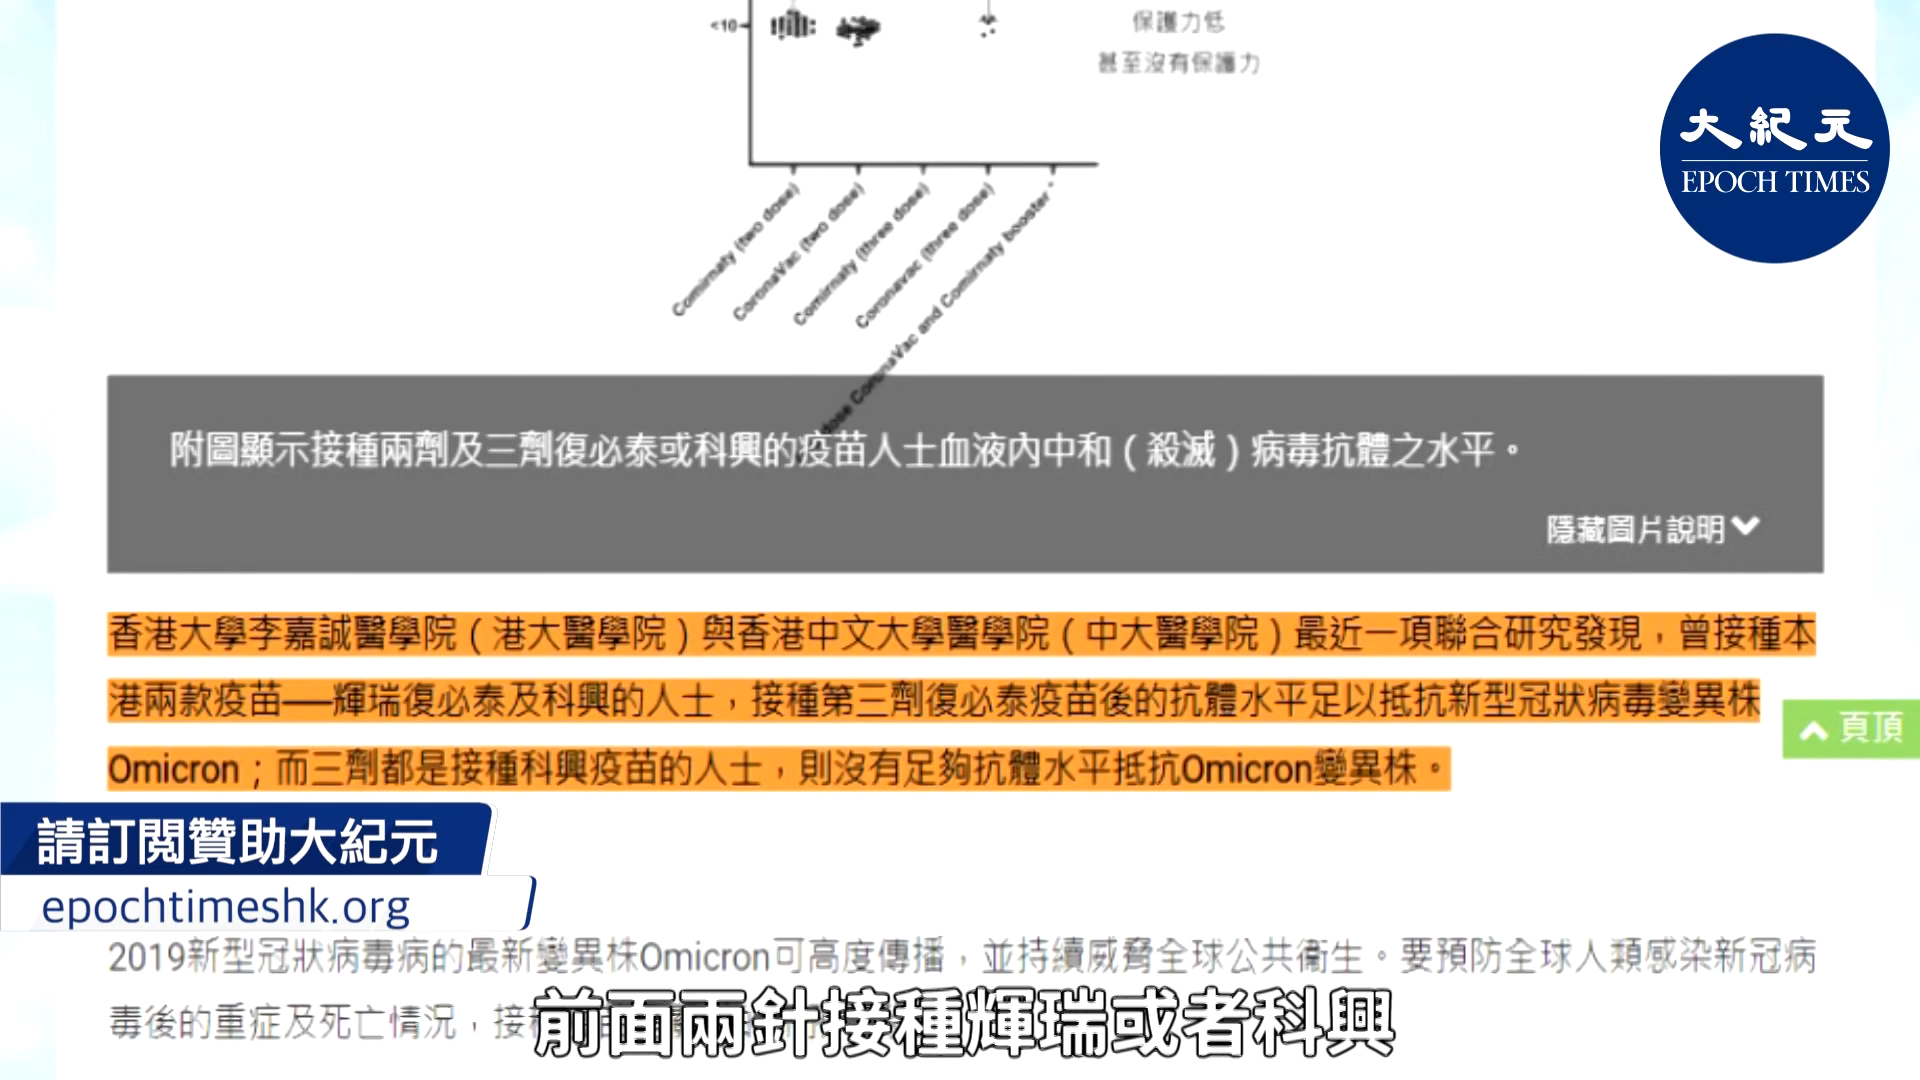 <10
保護力低
甚至沒有保護力
大紀元
EPOCH TIMES
Comirnaty (two dose)
CoronaVac (two dose)
Comirnaty (three dose)
Coronavac (three dose)
dose CoronaVac and Comirnaty booster
附圖顯示接種兩劑及三劑復必泰或科興的疫苗人士血液內中和（殺滅）病毒抗體之水平。
隱藏圖片說明
香港大學李嘉誠醫學院（港大醫學院）與香港中文大學醫學院（中大醫學院）最近一項聯合研究發現，曾接種本
港兩款疫苗──輝瑞復必泰及科興的人士，接種第三劑復必泰疫苗後的抗體水平足以抵抗新型冠狀病毒變異株
Omicron；而三劑都是接種科興疫苗的人士，則沒有足夠抗體水平抵抗Omicron變異株。
頁頂
請訂閱贊助大紀元
epochtimeshk.org
2019新型冠狀病毒病的最新變異株Omicron可高度傳播，並持續威脅全球公共衞生。要預防全球人類感染新冠病
毒後的重症及死亡情況，接
前面兩針接種輝瑞或者科興